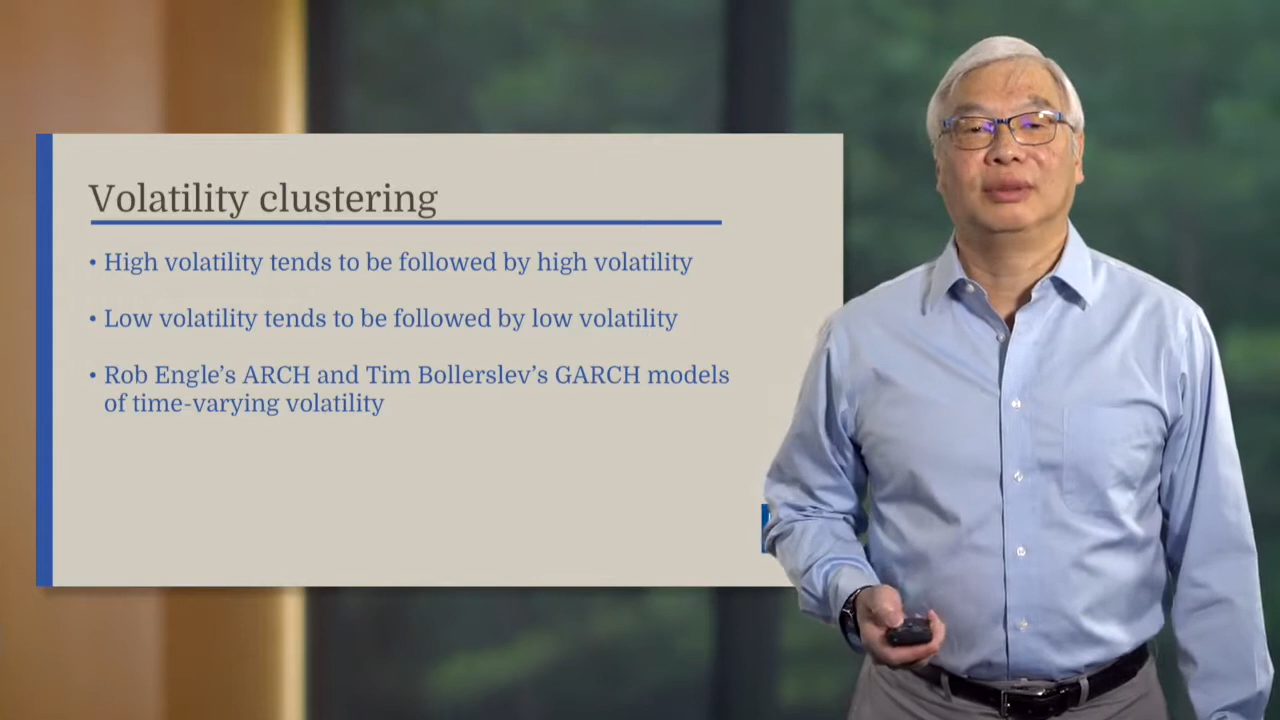 Volatility clustering
• High volatility tends to be followed by high volatility
• Low volatility tends to be followed by low volatility
• Rob Engle’s ARCH and Tim Bollerslev’s GARCH models
of time-varying volatility